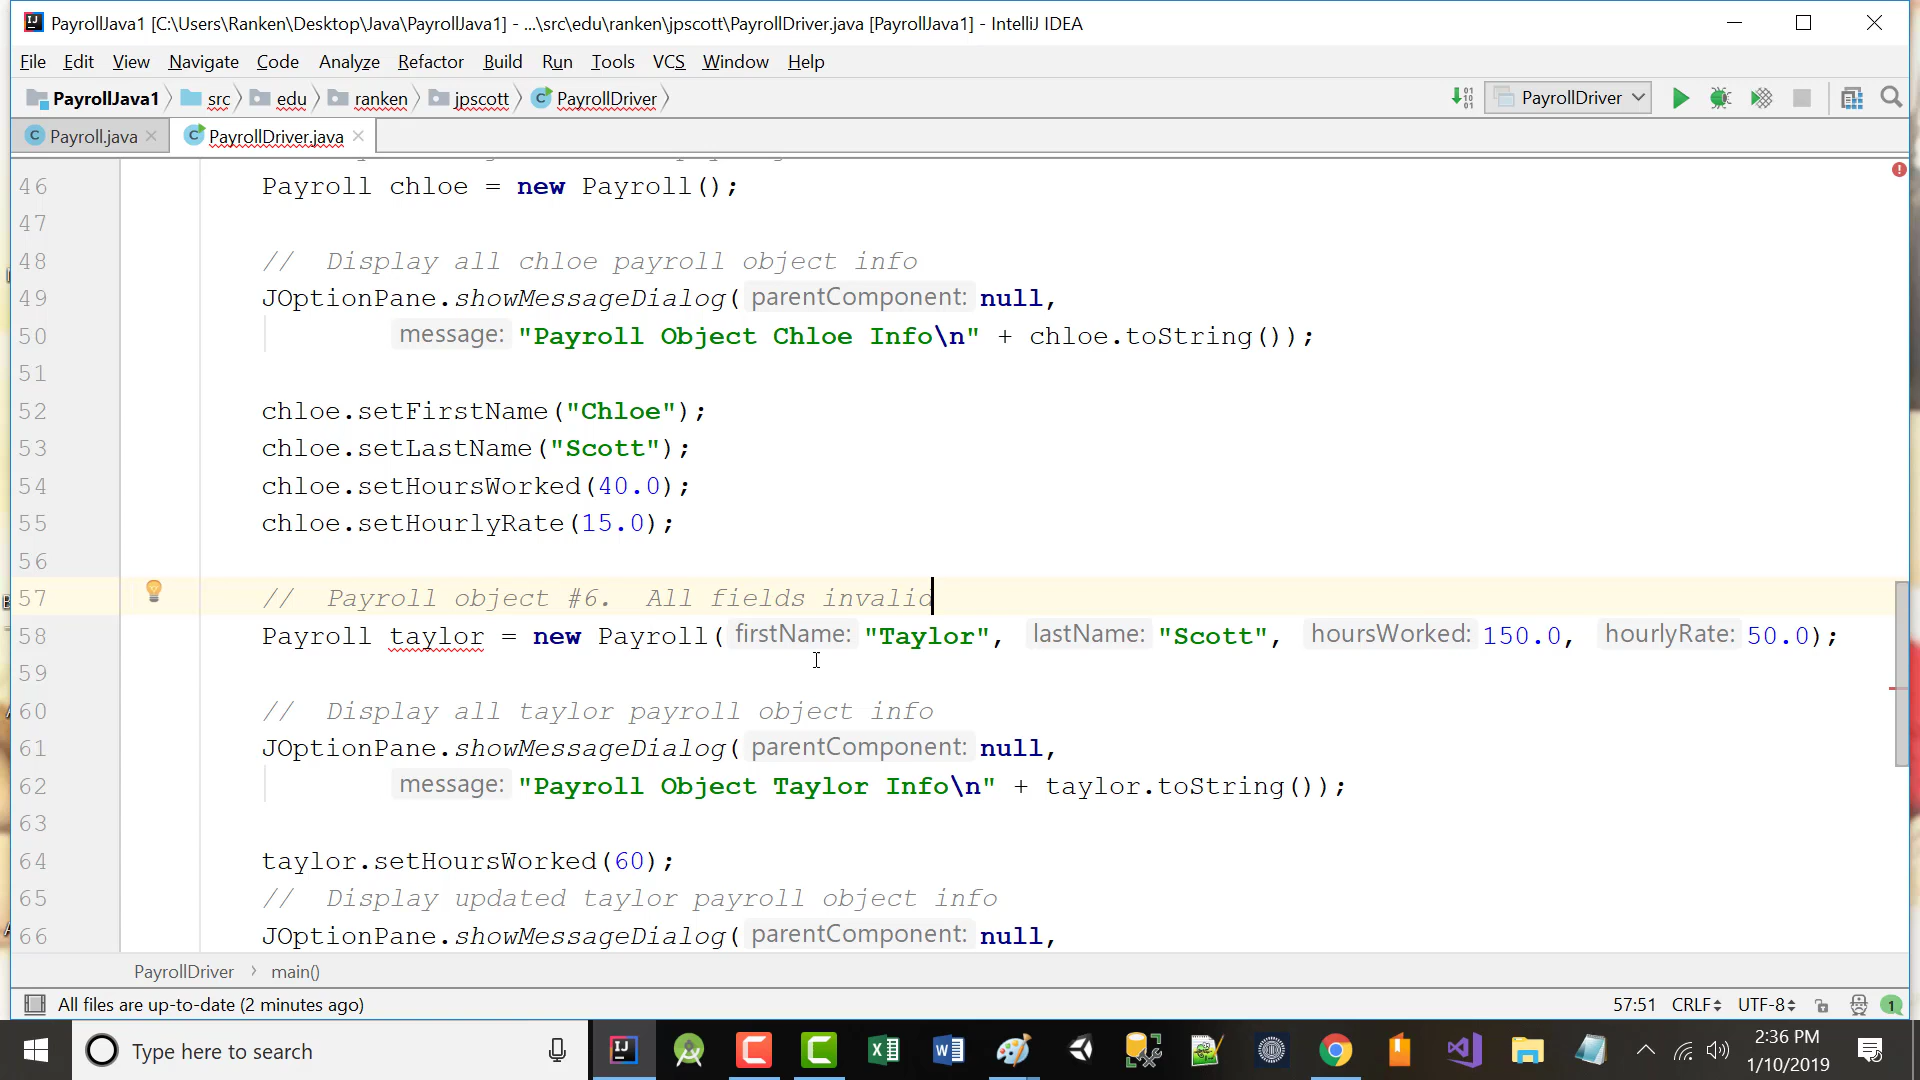 PayrollJava1 [C:\Users\Ranken\Desktop\Java\PayrollJava1] - ...\src\edu\ranken\jpscott\PayrollDriver.java [PayrollJava1] - IntelliJ IDEA
File Edit View Navigate Code Analyze Refactor Build Run Tools VCS Window Help
PayrollJava1 src edu ranken jpscott PayrollDriver PayrollDriver
Payroll.java PayrollDriver.java
46 Payroll chloe = new Payroll();
47
48 // Display all chloe payroll object info
49 JOptionPane.showMessageDialog( parentComponent: null,
50 message: "Payroll Object Chloe Info\n" + chloe.toString());
51
52 chloe.setFirstName("Chloe");
53 chloe.setLastName("Scott");
54 chloe.setHoursWorked(40.0);
55 chloe.setHourlyRate(15.0);
56
57 // Payroll object #6. All fields invalid
58 Payroll taylor = new Payroll( firstName: "Taylor", lastName: "Scott", hoursWorked: 150.0, hourlyRate: 50.0);
59
60 // Display all taylor payroll object info
61 JOptionPane.showMessageDialog( parentComponent: null,
62 message: "Payroll Object Taylor Info\n" + taylor.toString());
63
64 taylor.setHoursWorked(60);
65 // Display updated taylor payroll object info
66 JOptionPane.showMessageDialog( parentComponent: null,
PayrollDriver > main()
All files are up-to-date (2 minutes ago) 57:51 CRLF UTF-8 1
Type here to search
2:36 PM
1/10/2019